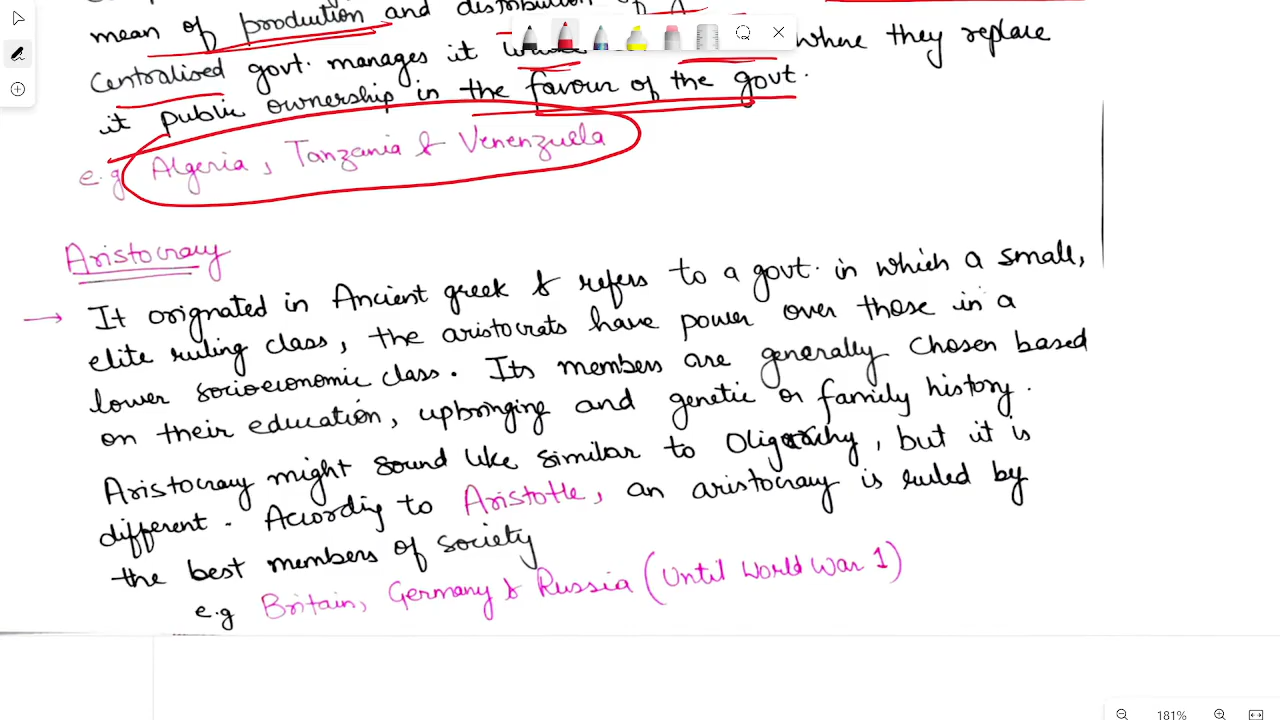 mean of production and distribution of
centralised govt. manages it where they replace
it public ownership in the favour of the govt.
e.g Algeria, Tanzania & Venenzuela
Aristocracy
→ It orignated in Ancient greek & refers to a govt. in which a small,
elite ruling class, the aristocrats have power over those in a
lower socioeconomic class. Its members are generally chosen based
on their education, upbringing and genetic or family history.
Aristocracy might sound like similar to Oligarchy, but it is
different. According to Aristotle, an aristocracy is ruled by
the best members of society
e.g Britain, Germany & Russia (Until World War 1)
181%